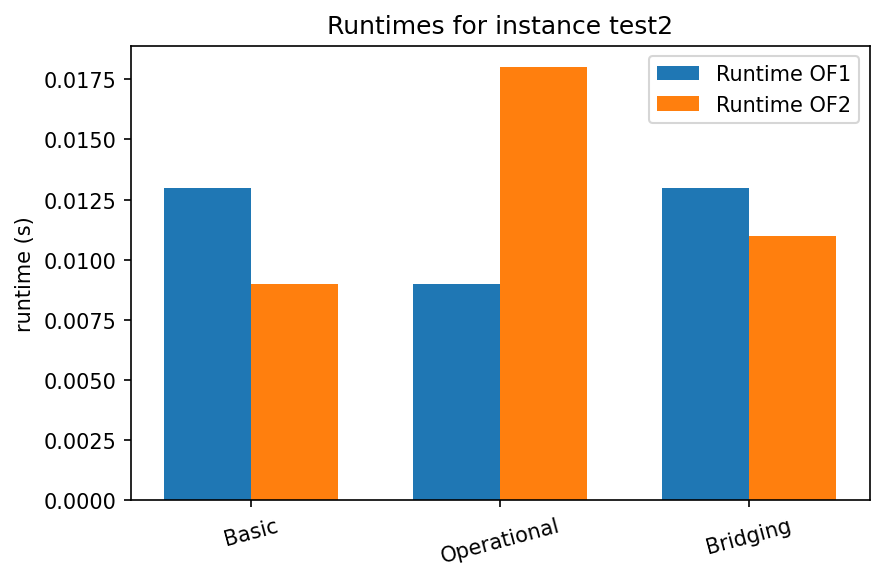 Runtimes for instance test2
Runtime OF1
Runtime OF2
runtime (s)
0.0175
0.0150
0.0125
0.0100
0.0075
0.0050
0.0025
0.0000
Basic
Operational
Bridging